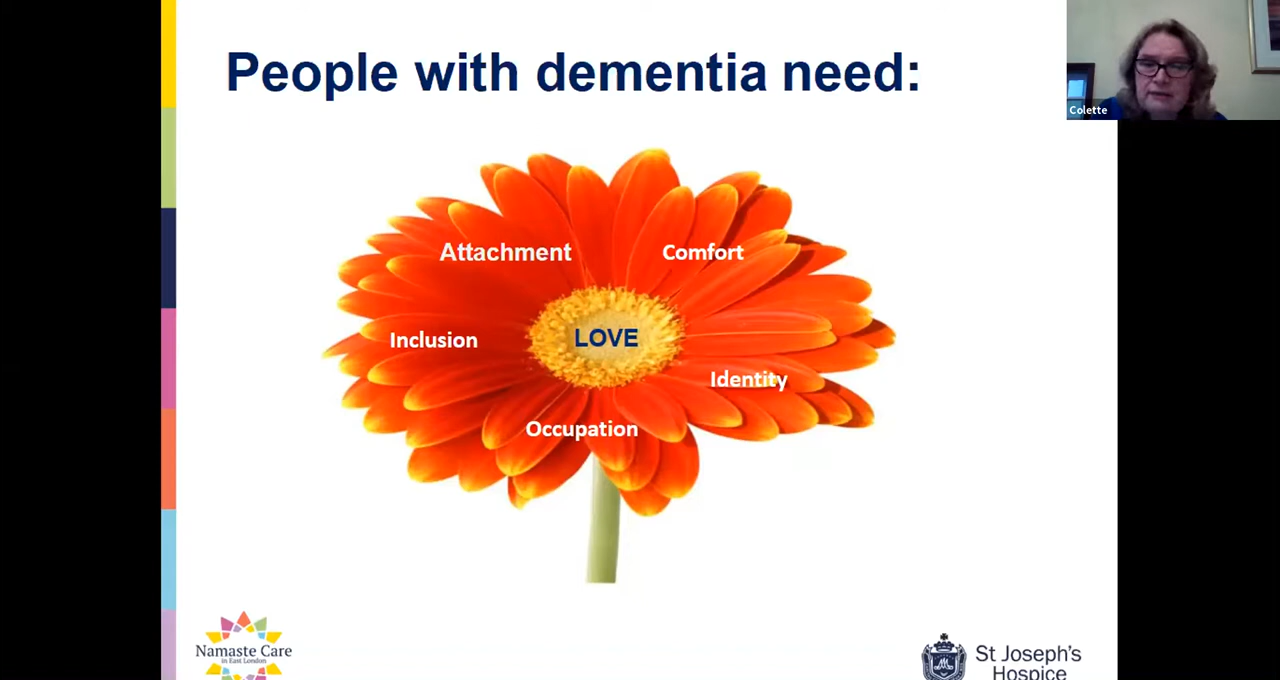 People with dementia need:
Colette
Attachment
Comfort
Inclusion
LOVE
Identity
Occupation
Namaste Care
in East London
St Joseph's
Hospice